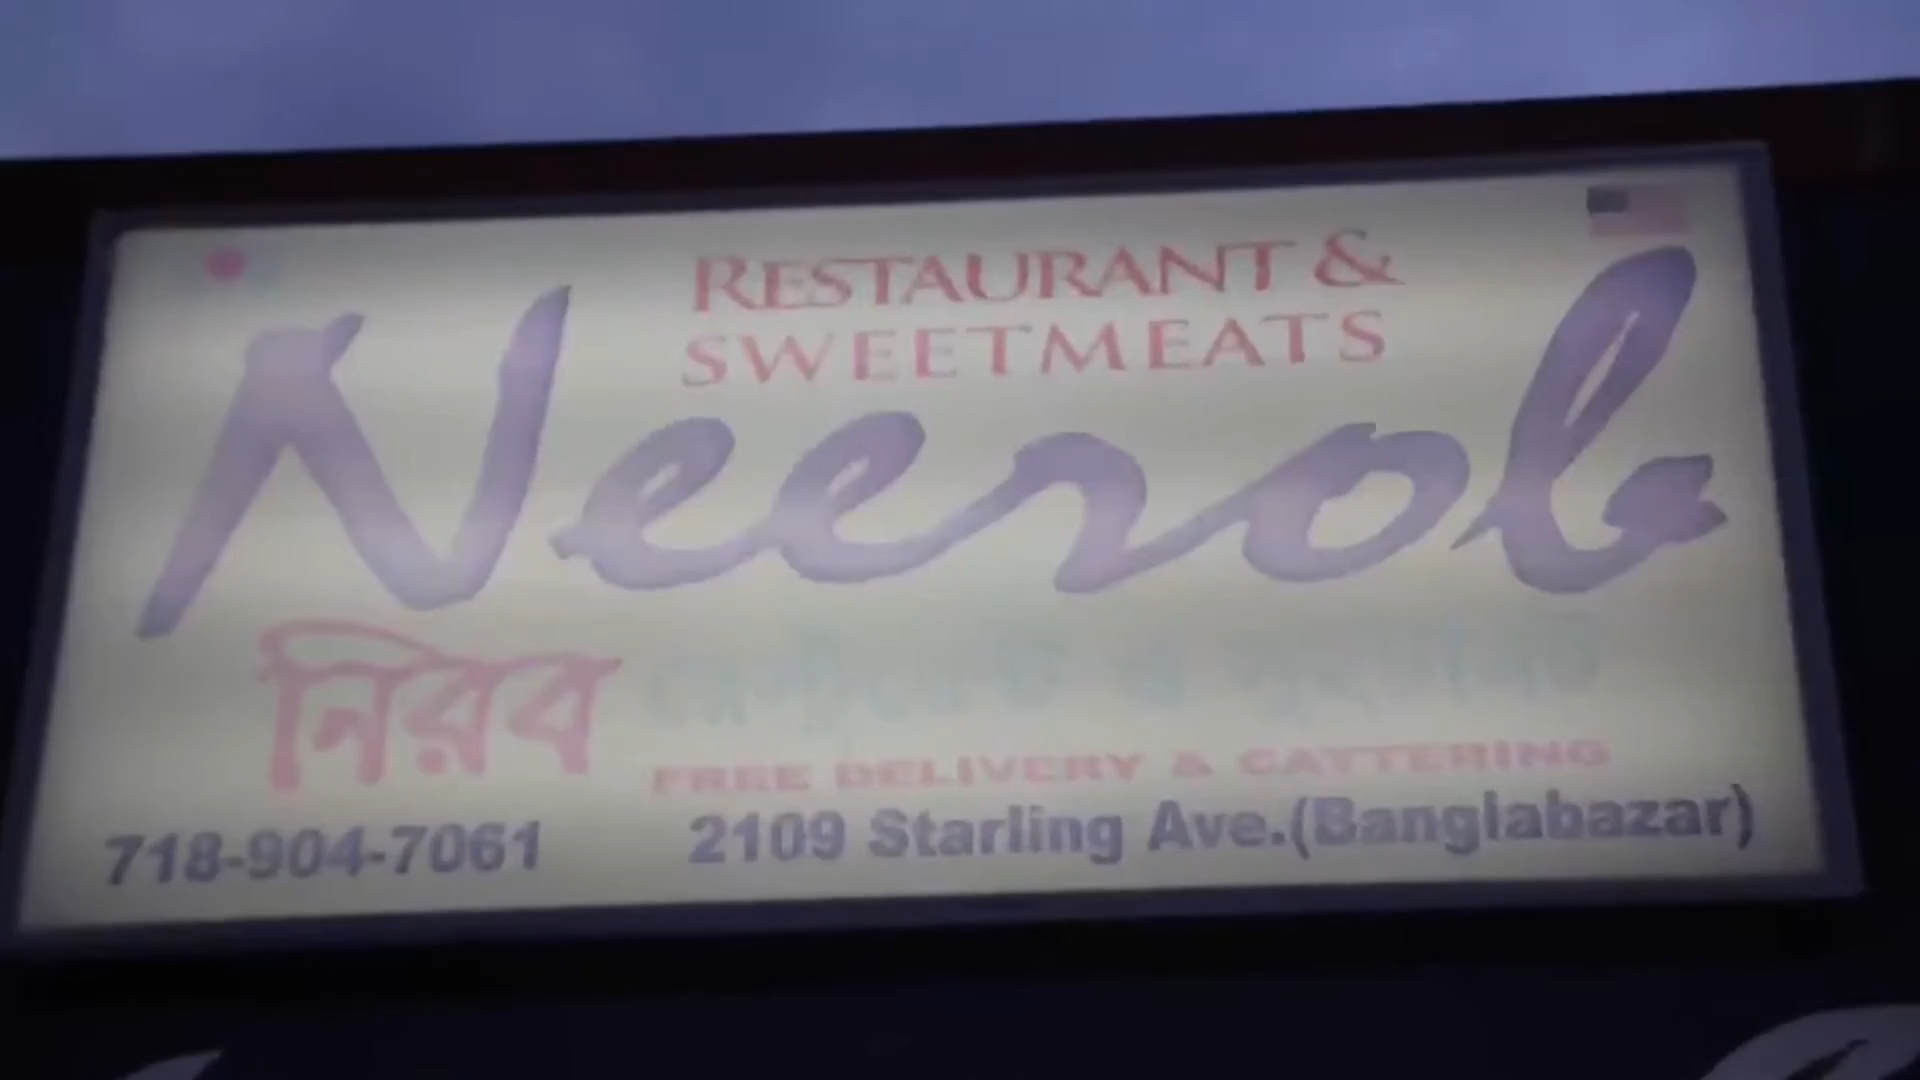 RESTAURANT &
SWEETMEATS
Neerob
নিরব রেস্টুরেন্ট
FREE DELIVERY & CATTERING
718-904-7061 2109 Starling Ave.(Banglabazar)